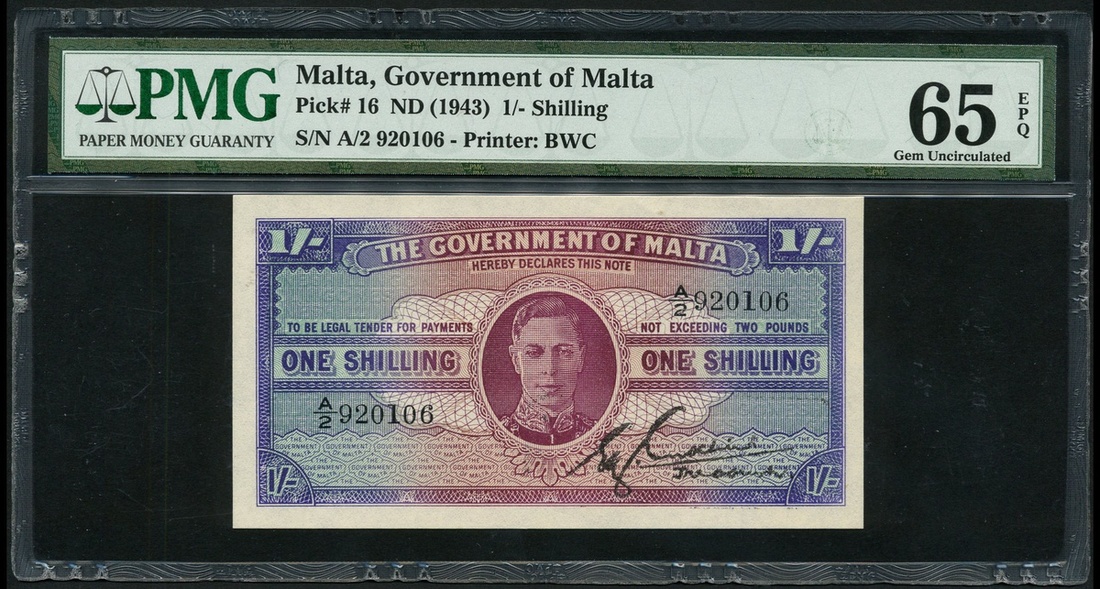 PMG
PAPER MONEY GUARANTY
Malta, Government of Malta
Pick# 16 ND (1943) 1/- Shilling
S/N A/2 920106 - Printer: BWC
65
EPQ
Gem Uncirculated
1/- 1/-
THE GOVERNMENT OF MALTA
HEREBY DECLARES THIS NOTE
A/2 920106
TO BE LEGAL TENDER FOR PAYMENTS NOT EXCEEDING TWO POUNDS
ONE SHILLING ONE SHILLING
A/2 920106
1/- 1/-